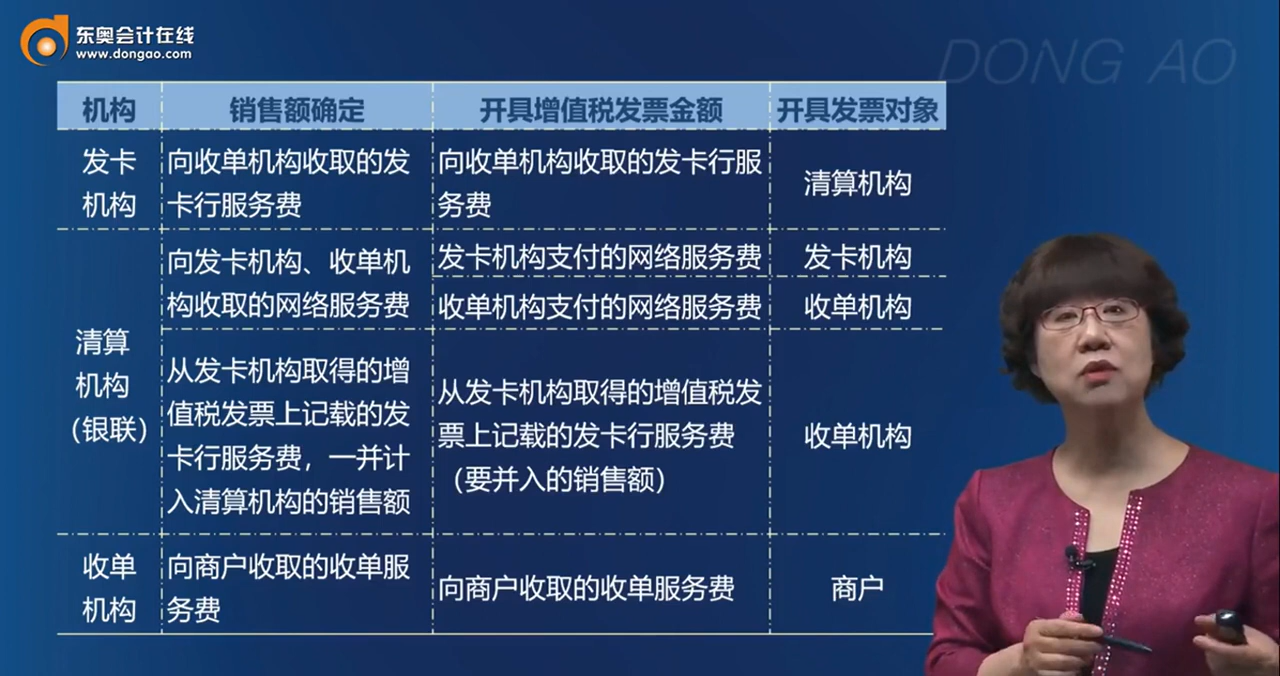 东奥会计在线
www.dongao.com
DONG AO
机构
销售额确定
开具增值税发票金额
开具发票对象
发卡
机构
向收单机构收取的发
卡行服务费
向收单机构收取的发卡行服
务费
清算机构
清算
机构
（银联）
向发卡机构、收单机
构收取的网络服务费
发卡机构支付的网络服务费
发卡机构
收单机构支付的网络服务费
收单机构
从发卡机构取得的增
值税发票上记载的发
卡行服务费，一并计
入清算机构的销售额
从发卡机构取得的增值税发
票上记载的发卡行服务费
（要并入的销售额）
收单机构
收单
机构
向商户收取的收单服
务费
向商户收取的收单服务费
商户